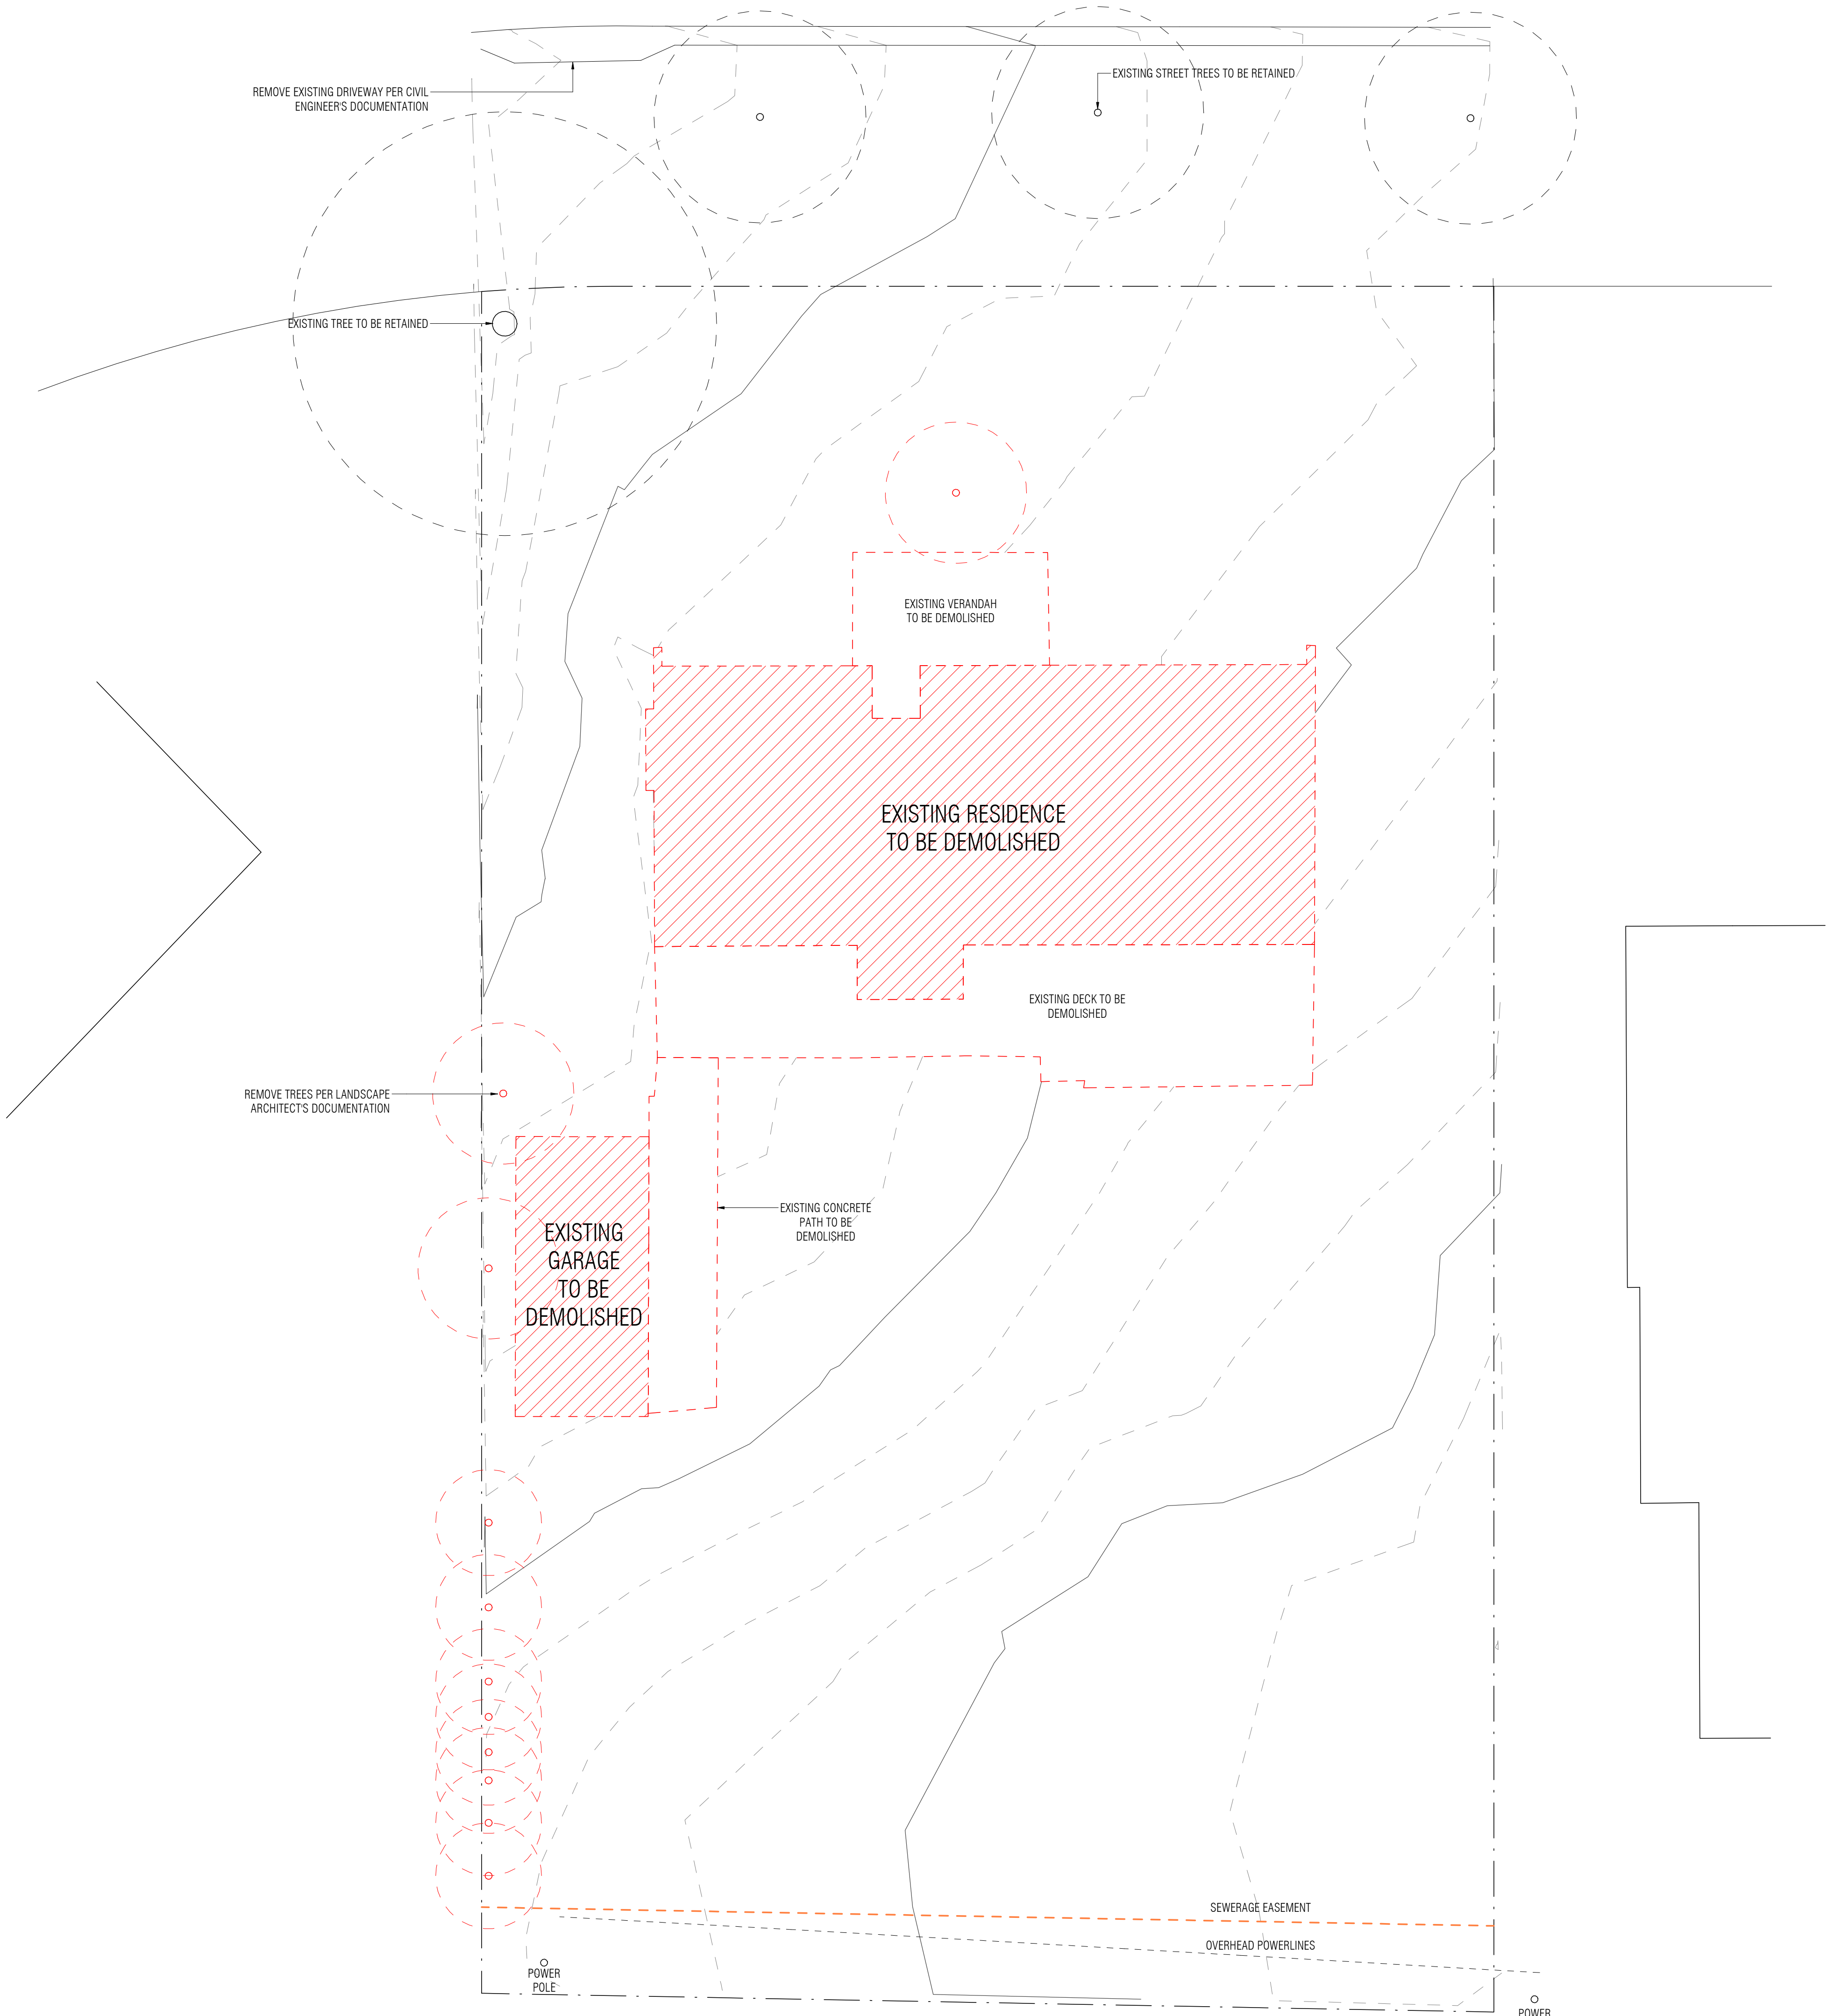 EXISTING STREET TREES TO BE RETAINED
REMOVE EXISTING DRIVEWAY PER CIVIL
ENGINEER'S DOCUMENTATION
EXISTING TREE TO BE RETAINED
EXISTING VERANDAH
TO BE DEMOLISHED
EXISTING RESIDENCE
TO BE DEMOLISHED
EXISTING DECK TO BE
DEMOLISHED
REMOVE TREES PER LANDSCAPE
ARCHITECT'S DOCUMENTATION
EXISTING CONCRETE
PATH TO BE
DEMOLISHED
EXISTING
GARAGE
TO BE
DEMOLISHED
SEWERAGE EASEMENT
OVERHEAD POWERLINES
POWER
POLE
POWER